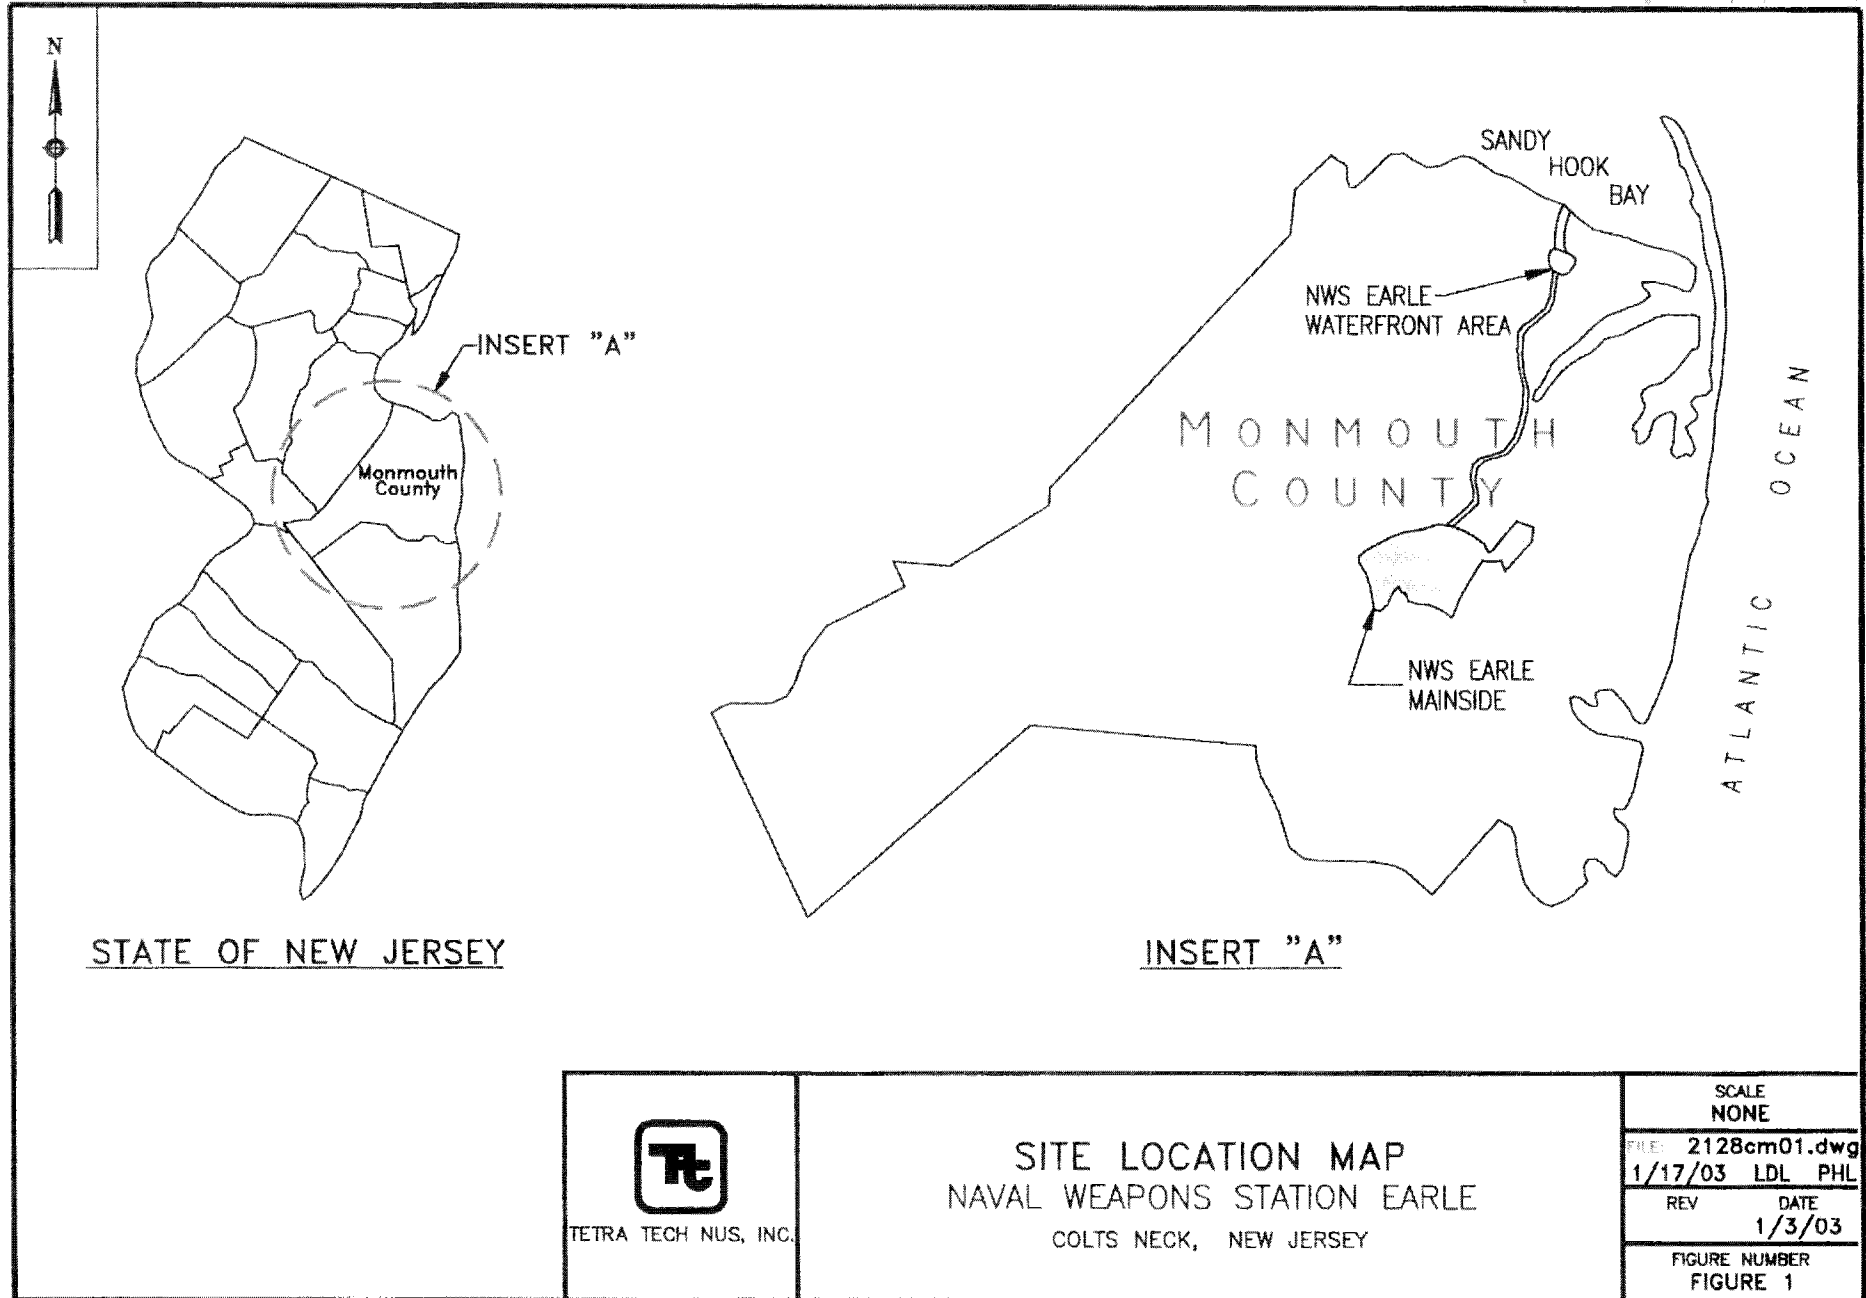 N
INSERT "A"
Monmouth
County
STATE OF NEW JERSEY
SANDY
HOOK
BAY
NWS EARLE
WATERFRONT AREA
MONMOUTH
COUNTY
NWS EARLE
MAINSIDE
ATLANTIC OCEAN
INSERT "A"
TETRA TECH NUS, INC.
SITE LOCATION MAP
NAVAL WEAPONS STATION EARLE
COLTS NECK, NEW JERSEY
SCALE
NONE
FILE: 2128cm01.dwg
1/17/03 LDL PHL
REV DATE
1/3/03
FIGURE NUMBER
FIGURE 1